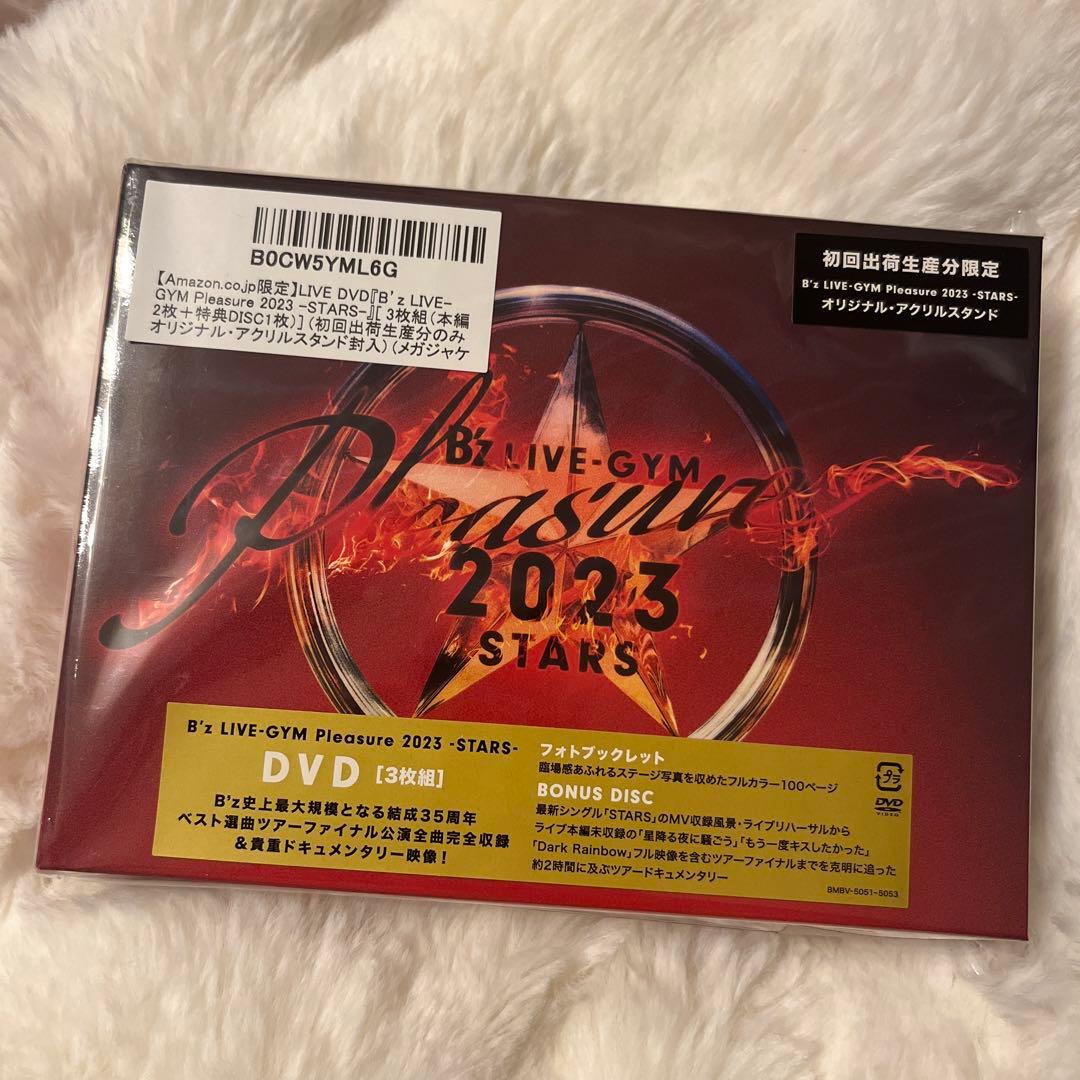 B0CW5YML6G
【Amazon.co.jp限定】LIVE DVD『B'z LIVE-
GYM Pleasure 2023 -STARS-』[ 3枚組(本編
2枚＋特典DISC1枚)] (初回出荷生産分のみ
オリジナル・アクリルスタンド封入) (メガジャケ
初回出荷生産分限定
B'z LIVE-GYM Pleasure 2023 -STARS-
オリジナル・アクリルスタンド
B'z LIVE-GYM
Pleasure
2023
STARS
B'z LIVE-GYM Pleasure 2023 -STARS-
DVD [3枚組]
B'z史上最大規模となる結成35周年
ベスト選曲ツアーファイナル公演全曲完全収録
＆貴重ドキュメンタリー映像！
フォトブックレット
臨場感あふれるステージ写真を収めたフルカラー100ページ
BONUS DISC
最新シングル「STARS」のMV収録風景・ライブリハーサルから
ライブ本編未収録の「星降る夜に騒ごう」「もう一度キスしたかった」
「Dark Rainbow」フル映像を含むツアーファイナルまでを克明に追った
約2時間に及ぶツアードキュメンタリー
プラ
DVD
VIDEO
BMBV-5051-5053